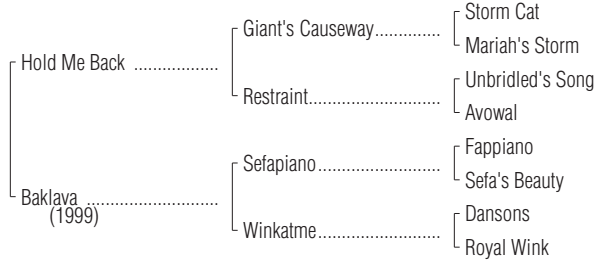 Storm Cat
Giant's Causeway..............
Mariah's Storm
Hold Me Back ..................
Unbridled's Song
Restraint............................
Avowal
Fappiano
Sefapiano..........................
Sefa's Beauty
Baklava ............................
(1999)
Dansons
Winkatme..........................
Royal Wink